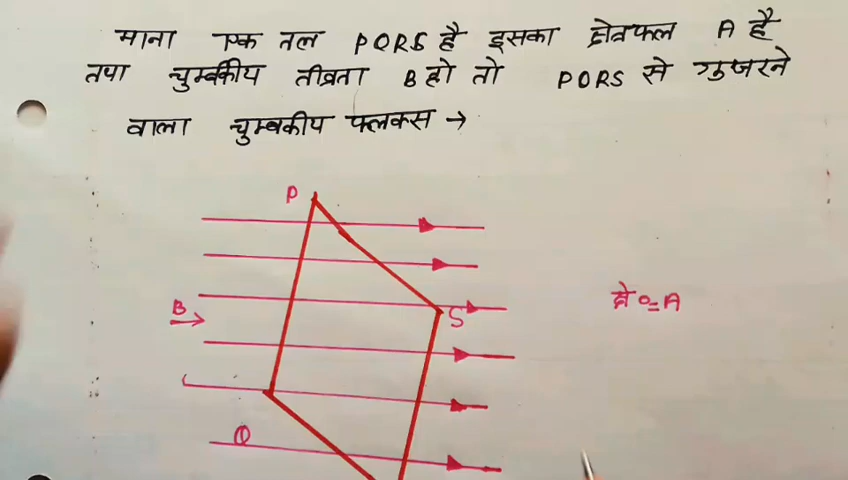 माना एक तल PQRS है इसका क्षेत्रफल A है
तथा चुम्बकीय तीव्रता B हो तो PQRS से गुजरने
वाला चुम्बकीय फ्लक्स →
P
B
S
क्षे० = A
Q